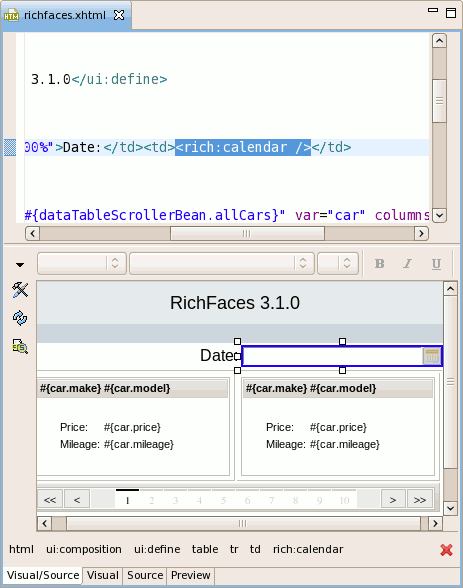 richfaces.xhtml
3.1.0</ui:define>
00%">Date:</td><td><rich:calendar /></td>
#{dataTableScrollerBean.allCars}" var="car" columns
B I U
RichFaces 3.1.0
Date:
#{car.make} #{car.model} #{car.make} #{car.model}
Price: #{car.price} Price: #{car.price}
Mileage: #{car.mileage} Mileage: #{car.mileage}
<< < 1 2 3 4 5 6 7 8 9 10 > >>
html ui:composition ui:define table tr td rich:calendar
Visual/Source Visual Source Preview